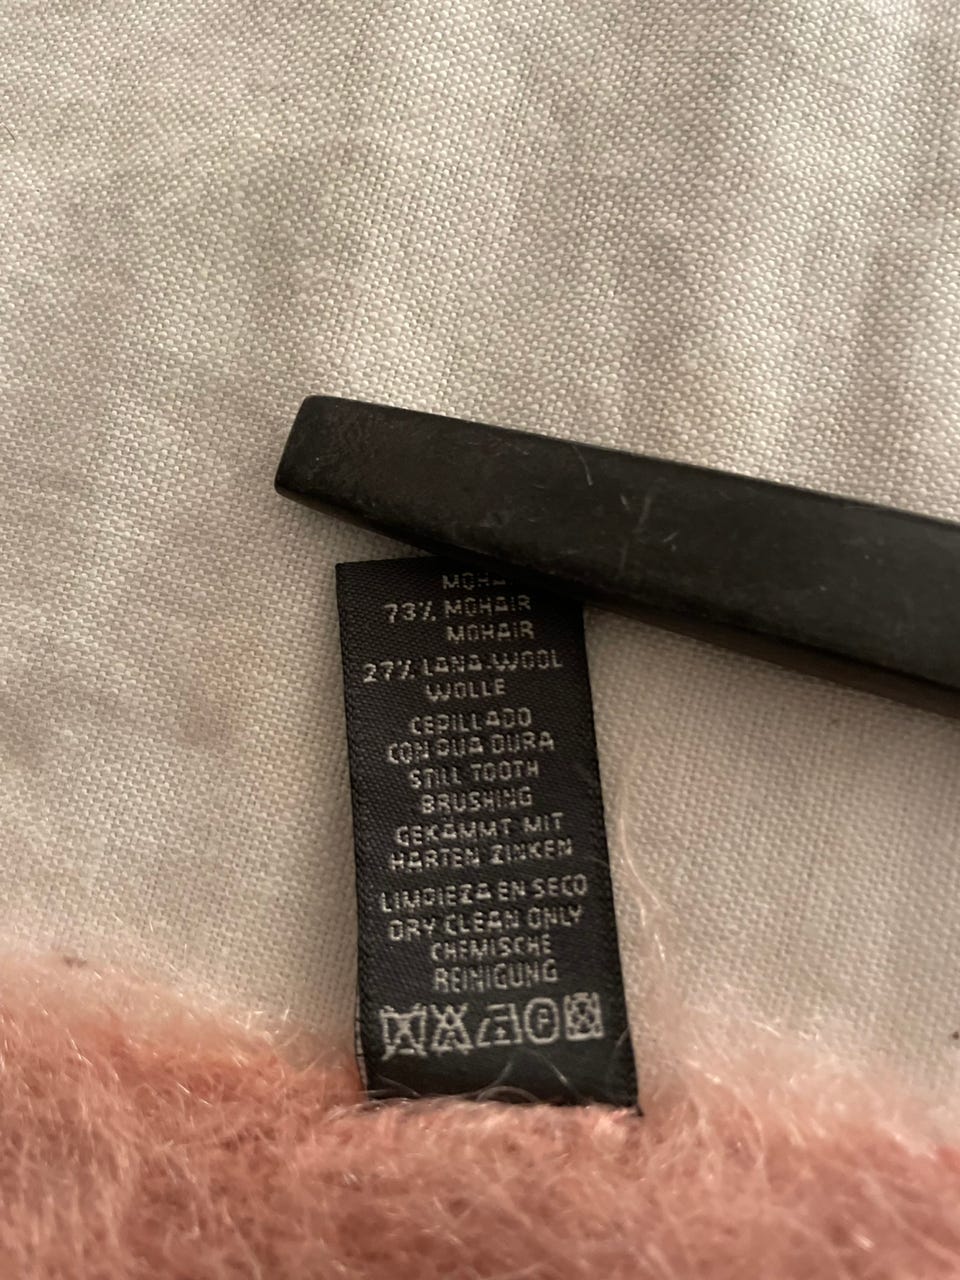 73% MOHAIR
MOHAIR
27% LANA-WOOL
WOLLE
CEPILLADO
CON PUA DURA
STILL TOOTH
BRUSHING
GEKAMMT MIT
HARTEN ZINKEN
LIMPIEZA EN SECO
DRY CLEAN ONLY
CHEMISCHE
REINIGUNG
P